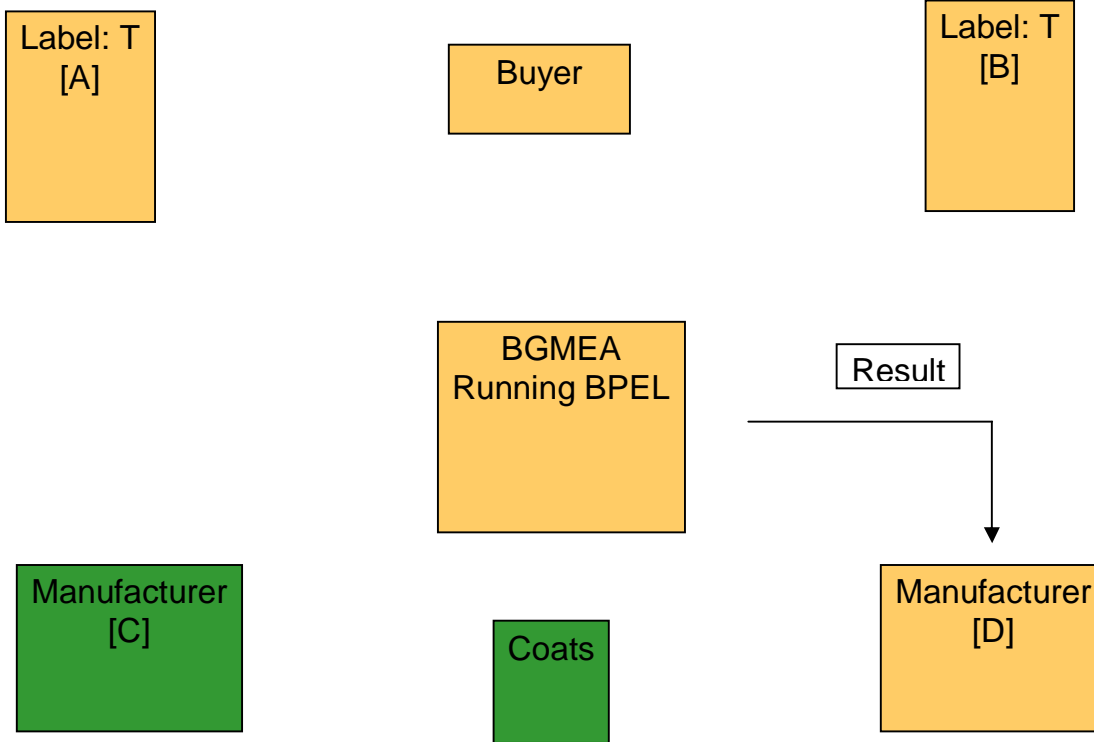 Label: T
[A]
Buyer
Label: T
[B]
BGMEA
Running BPEL
Result
Manufacturer
[C]
Coats
Manufacturer
[D]